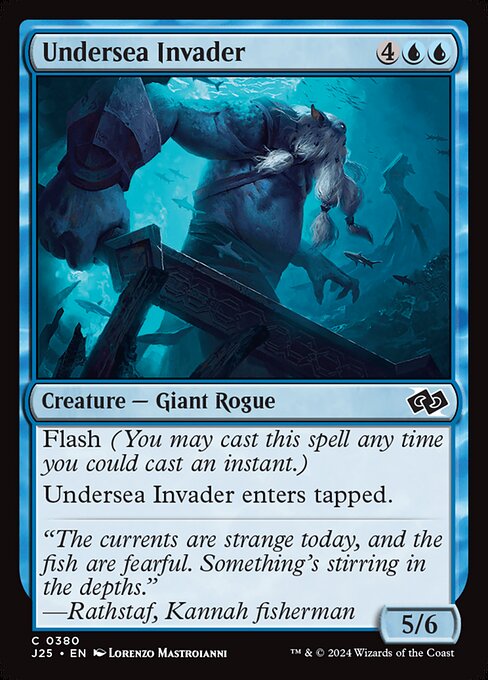 Undersea Invader 4
Creature — Giant Rogue
Flash (You may cast this spell any time
you could cast an instant.)
Undersea Invader enters tapped.
“The currents are strange today, and the
fish are fearful. Something’s stirring in
the depths.”
—Rathstaf, Kannah fisherman
5/6
C 0380
J25 • EN Lorenzo Mastroianni
™ & © 2024 Wizards of the Coast